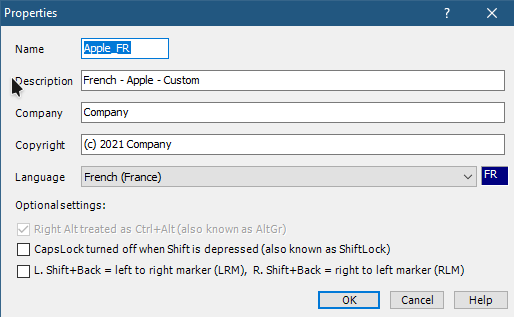 Properties
?
Name Apple_FR
Description French - Apple - Custom
Company Company
Copyright (c) 2021 Company
Language French (France) FR
Optional settings:
Right Alt treated as Ctrl+Alt (also known as AltGr)
CapsLock turned off when Shift is depressed (also known as ShiftLock)
L. Shift+Back = left to right marker (LRM), R. Shift+Back = right to left marker (RLM)
OK Cancel Help